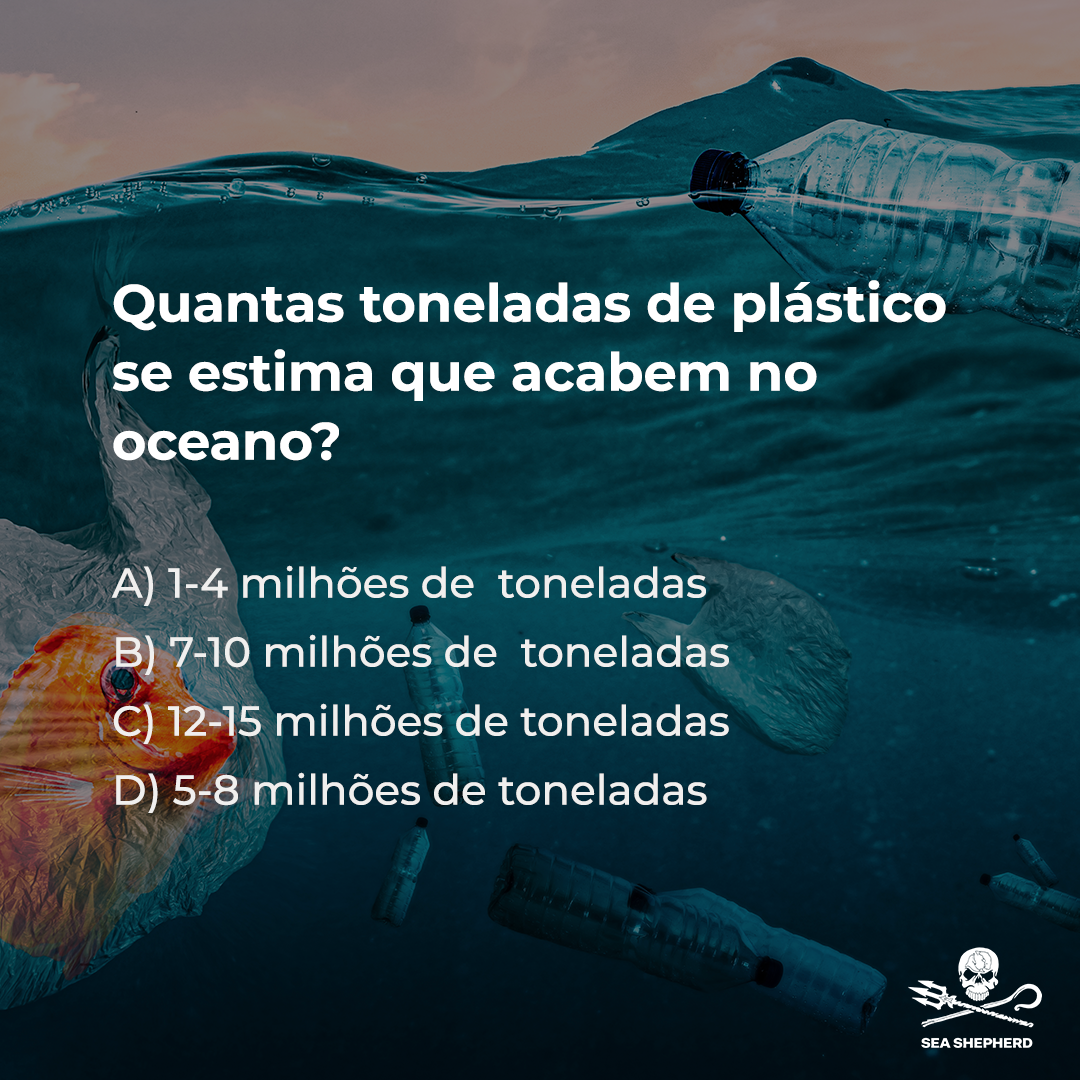 Quantas toneladas de plástico
se estima que acabem no
oceano?
A) 1-4 milhões de toneladas
B) 7-10 milhões de toneladas
C) 12-15 milhões de toneladas
D) 5-8 milhões de toneladas
SEA SHEPHERD